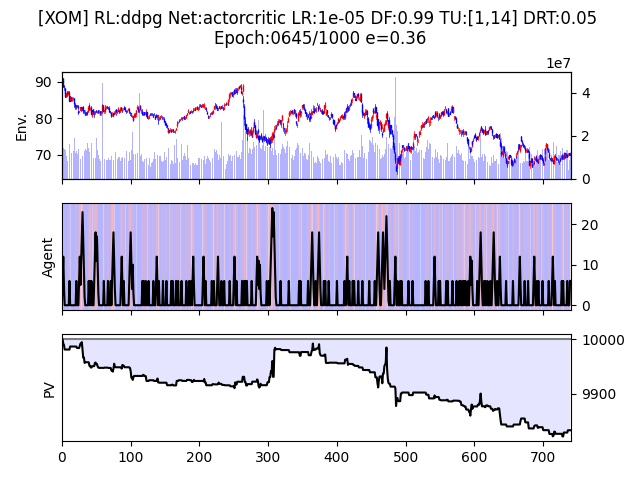 [XOM] RL:ddpg Net:actorcritic LR:1e-05 DF:0.99 TU:[1,14] DRT:0.05
Epoch:0645/1000 e=0.36
1e7
90
80
70
Env.
4
2
0
Agent
20
10
0
PV
10000
9900
0 100 200 300 400 500 600 700